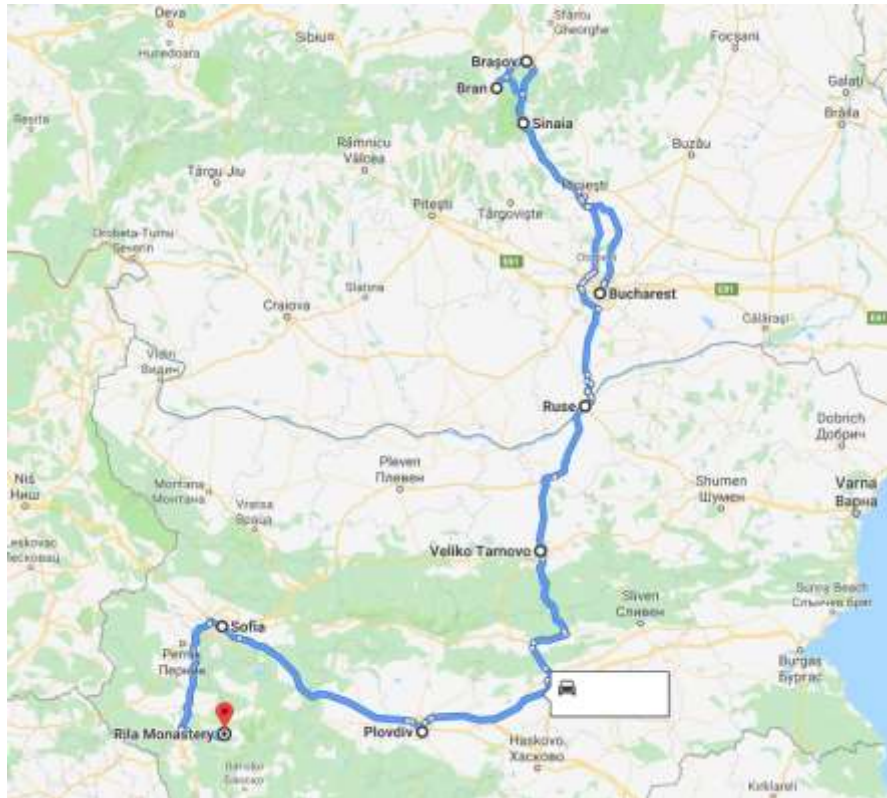 Deva
Hunedoara
Sibiu
Sfântu
Gheorghe
Focșani
Brașov
Bran
Galați
Brăila
Sinaia
Reșița
Râmnicu
Vâlcea
Buzău
Târgu Jiu
Ploiești
Pitești
Târgoviște
Drobeta-Turnu
Severin
E81
Slatina
Bucharest
E81
Craiova
Călărași
Vidin
Видин
Ruse
Dobrich
Добрич
Pleven
Плевен
Niš
Ниш
Montana
Монтана
Shumen
Шумен
Varna
Варна
Vratsa
Враца
Veliko Tarnovo
Sliven
Сливен
Sunny Beach
Слънчев бряг
Sofia
Pernik
Перник
Burgas
Бургас
Rila Monastery
Plovdiv
Haskovo
Хасково
Банско
Kırklareli